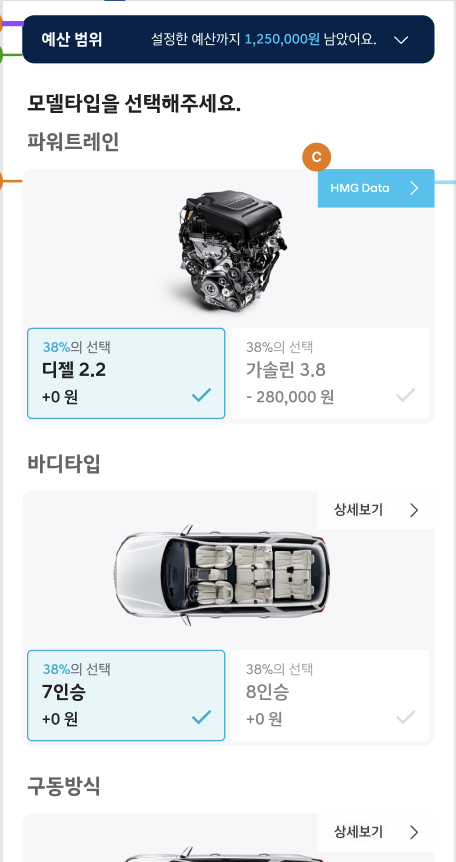 예산 범위
설정한 예산까지 1,250,000원 남았어요.
모델타입을 선택해주세요.
파워트레인
C
HMG Data
38%의 선택
디젤 2.2
+0 원
38%의 선택
가솔린 3.8
- 280,000 원
바디타입
상세보기
38%의 선택
7인승
+0 원
38%의 선택
8인승
+0 원
구동방식
상세보기